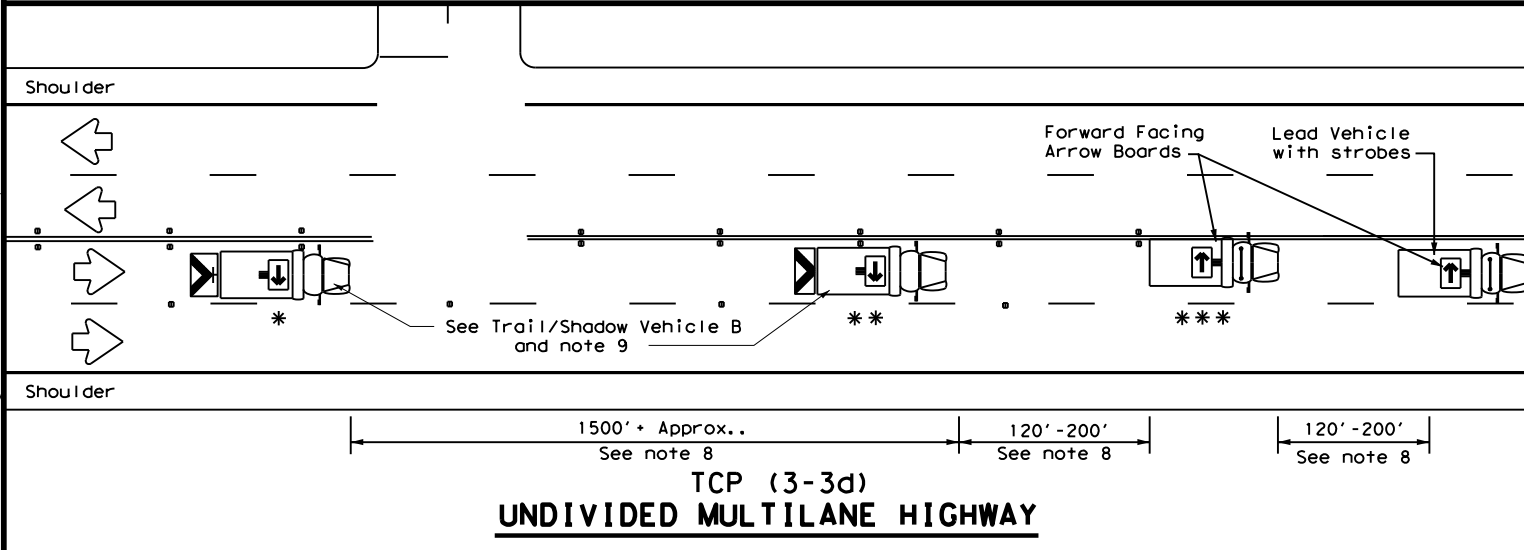 Shoulder
Forward Facing
Arrow Boards
Lead Vehicle
with strobes
*
**
***
See Trail/Shadow Vehicle B
and note 9
Shoulder
1500'+ Approx..
See note 8
120'-200'
See note 8
120'-200'
See note 8
TCP (3-3d)
UNDIVIDED MULTILANE HIGHWAY